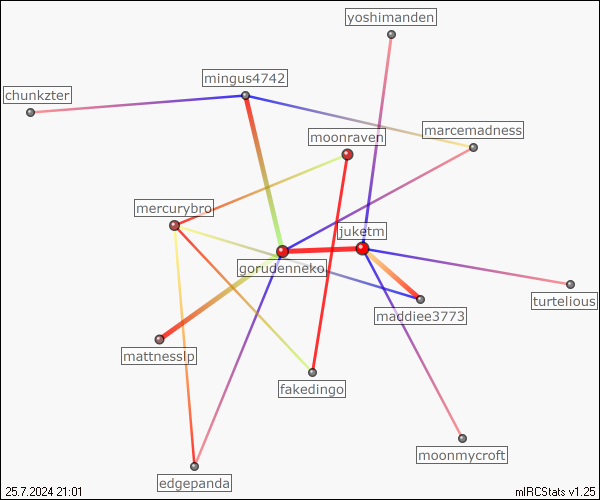 yoshimanden
mingus4742
chunkzter
marcemadness
moonraven
mercurybro
juketm
gorudenneko
turtelious
maddiee3773
mattnesslp
fakedingo
moonmycroft
edgepanda
25.7.2024 21:01
mIRCStats v1.25